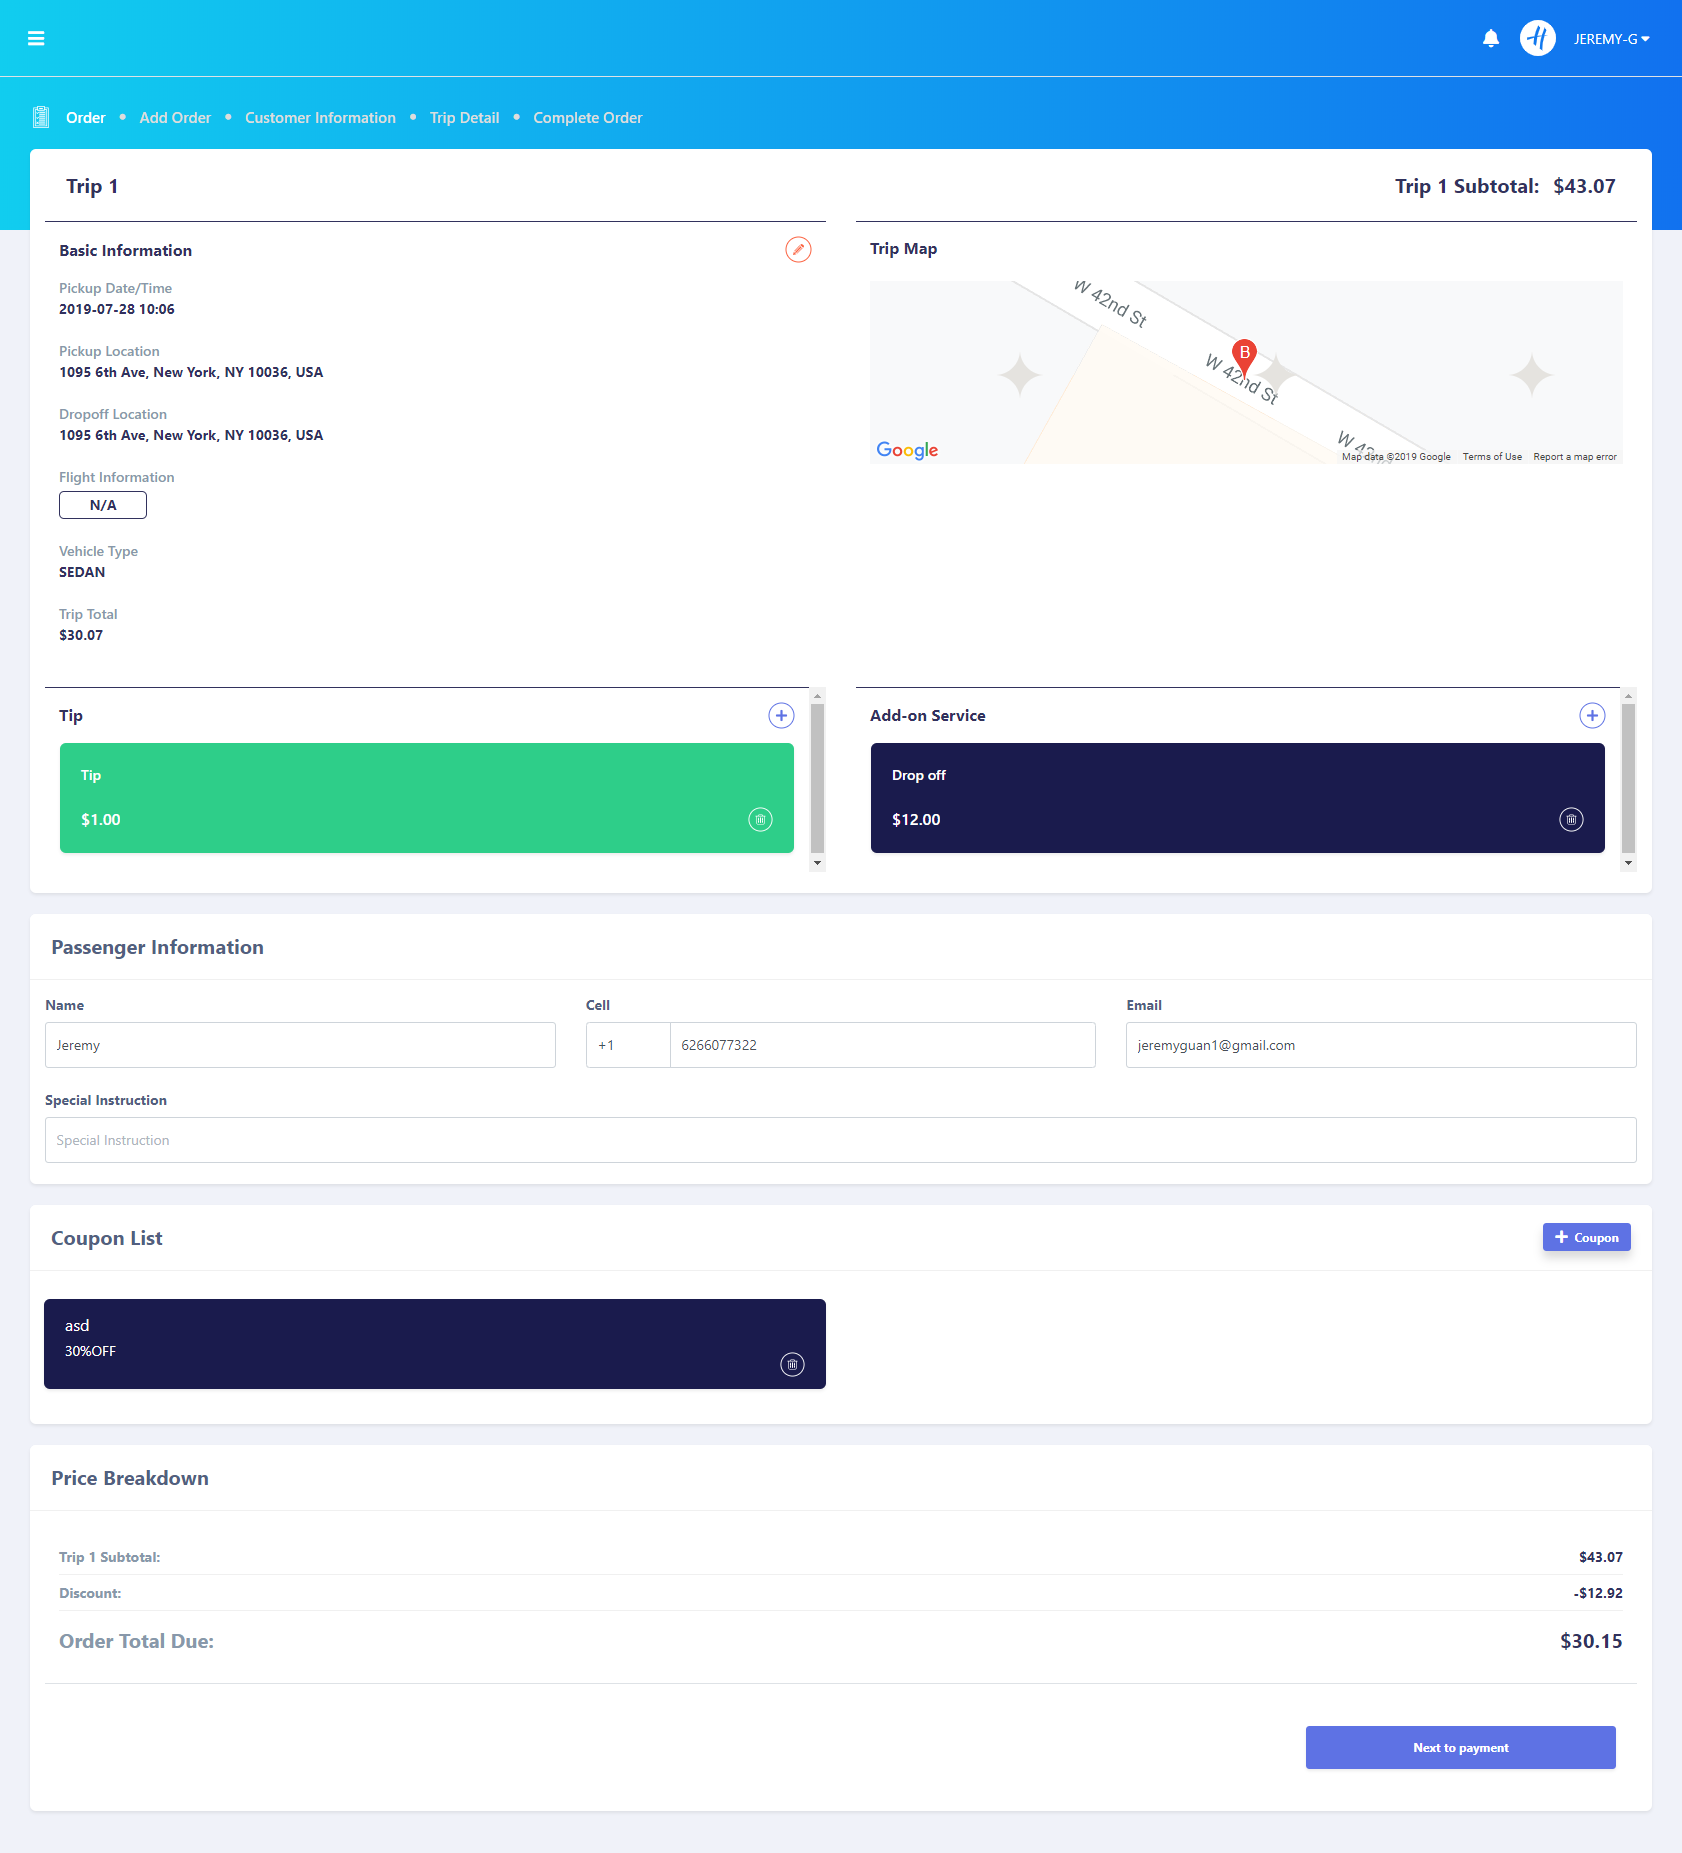 JEREMY-G
Order • Add Order • Customer Information • Trip Detail • Complete Order
Trip 1
Trip 1 Subtotal: $43.07
Basic Information
Pickup Date/Time
2019-07-28 10:06
Pickup Location
1095 6th Ave, New York, NY 10036, USA
Dropoff Location
1095 6th Ave, New York, NY 10036, USA
Flight Information
N/A
Vehicle Type
SEDAN
Trip Total
$30.07
Trip Map
W 42nd St
B
W 42nd St
Google
Map data ©2019 Google Terms of Use Report a map error
Tip
Tip
$1.00
Add-on Service
Drop off
$12.00
Passenger Information
Name
Jeremy
Cell
+1 6266077322
Email
jeremyguan1@gmail.com
Special Instruction
Special Instruction
Coupon List
Coupon
asd
30%OFF
Price Breakdown
Trip 1 Subtotal: $43.07
Discount: -$12.92
Order Total Due: $30.15
Next to payment